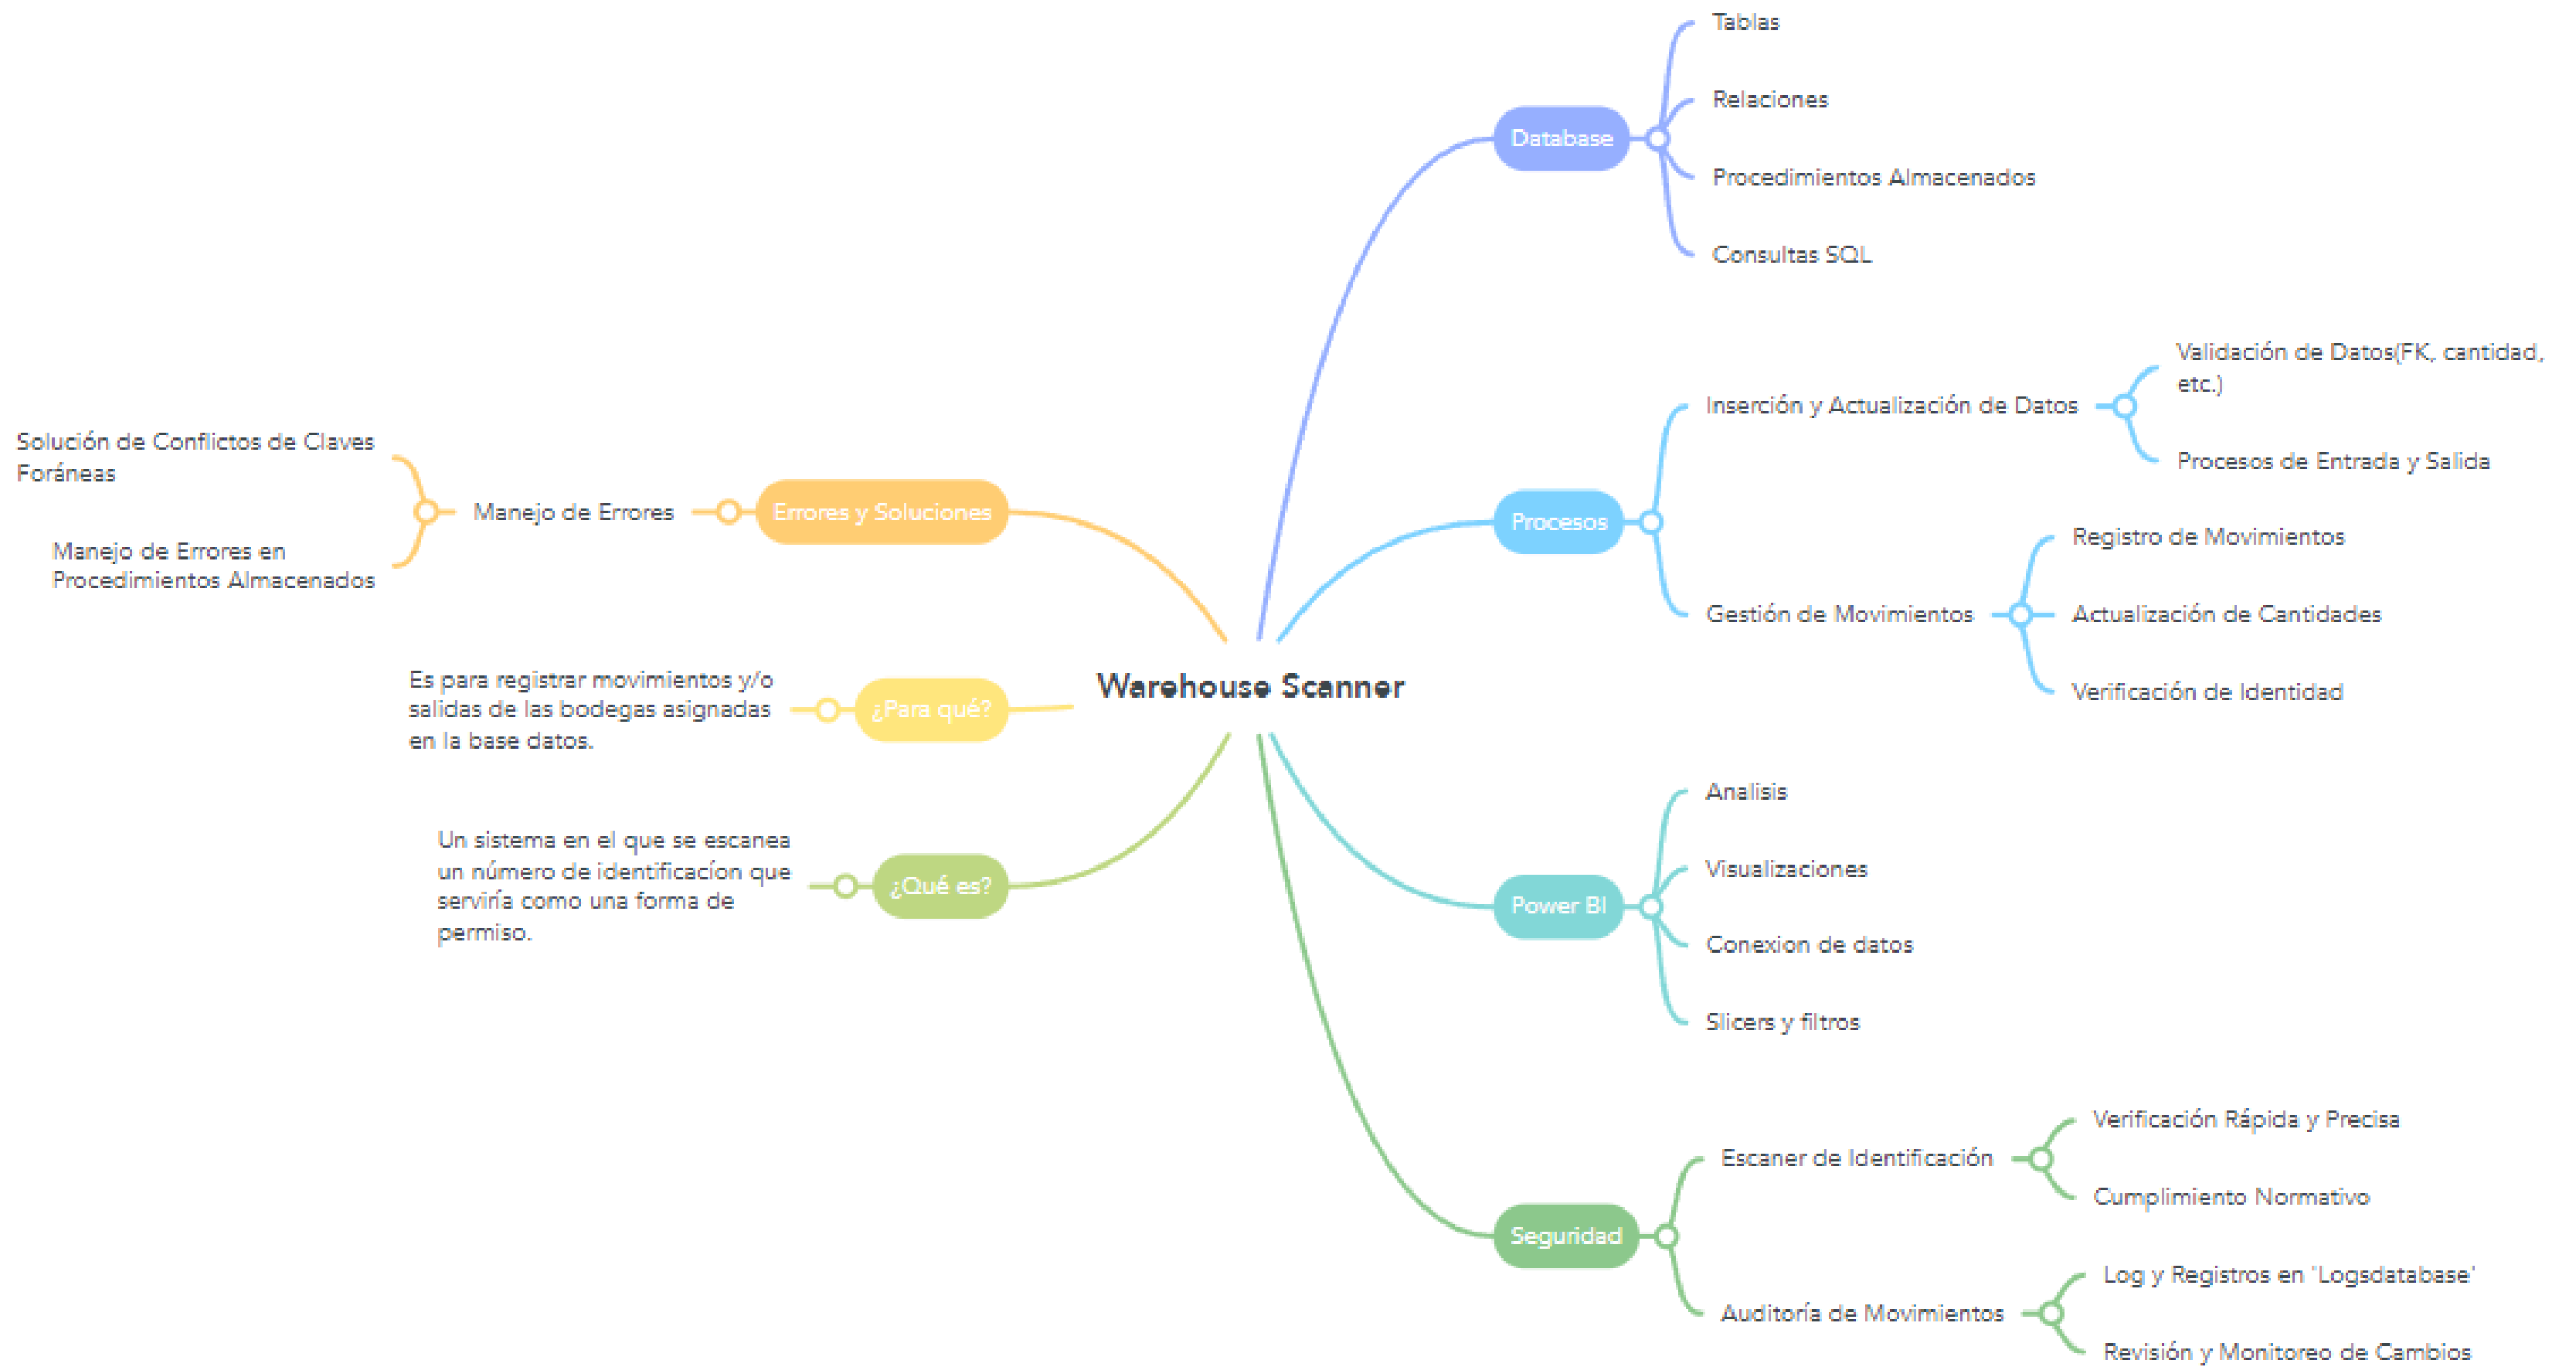 Warehouse Scanner
Database
Tablas
Relaciones
Procedimientos Almacenados
Consultas SQL
Procesos
Inserción y Actualización de Datos
Validación de Datos(FK, cantidad,
etc.)
Procesos de Entrada y Salida
Gestión de Movimientos
Registro de Movimientos
Actualización de Cantidades
Verificación de Identidad
Power BI
Analisis
Visualizaciones
Conexion de datos
Slicers y filtros
Seguridad
Escaner de Identificación
Verificación Rápida y Precisa
Cumplimiento Normativo
Auditoría de Movimientos
Log y Registros en 'Logsdatabase'
Revisión y Monitoreo de Cambios
Errores y Soluciones
Manejo de Errores
Solución de Conflictos de Claves
Foráneas
Manejo de Errores en
Procedimientos Almacenados
¿Para qué?
Es para registrar movimientos y/o
salidas de las bodegas asignadas
en la base datos.
¿Qué es?
Un sistema en el que se escanea
un número de identificacíon que
serviría como una forma de
permiso.